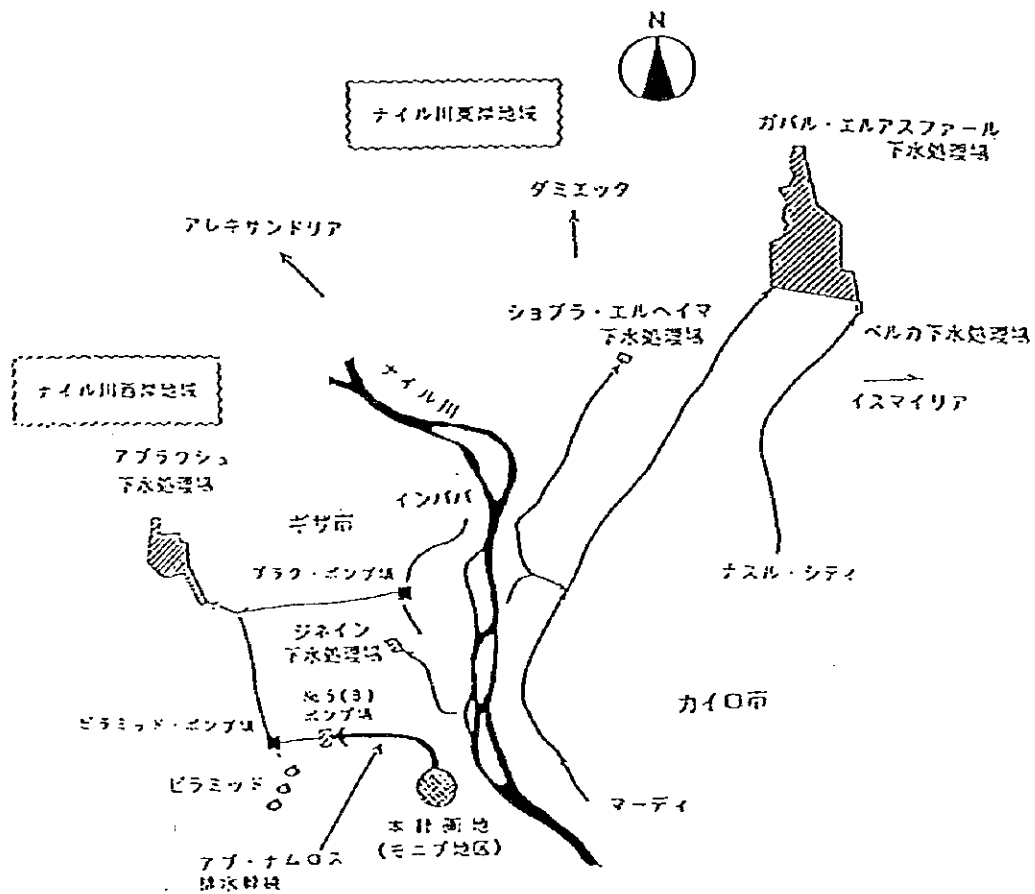 N
ナイル川東岸地域
ガバル・エルアスファール
下水処理場
ダミエック
アレキサンドリア
ショブラ・エルヘイマ
下水処理場
ベルカ下水処理場
イスマイリア
ナイル川
ナイル川西岸地域
アブラワシュ
下水処理場
インババ
ギザ市
ブラク・ポンプ場
ナスル・シティ
ジネイン
下水処理場
№5(B)
ポンプ場
カイロ市
ピラミッド・ポンプ場
ピラミッド
マーディ
本計画地
(モニブ地区)
アブ・ナムロス
排水幹線